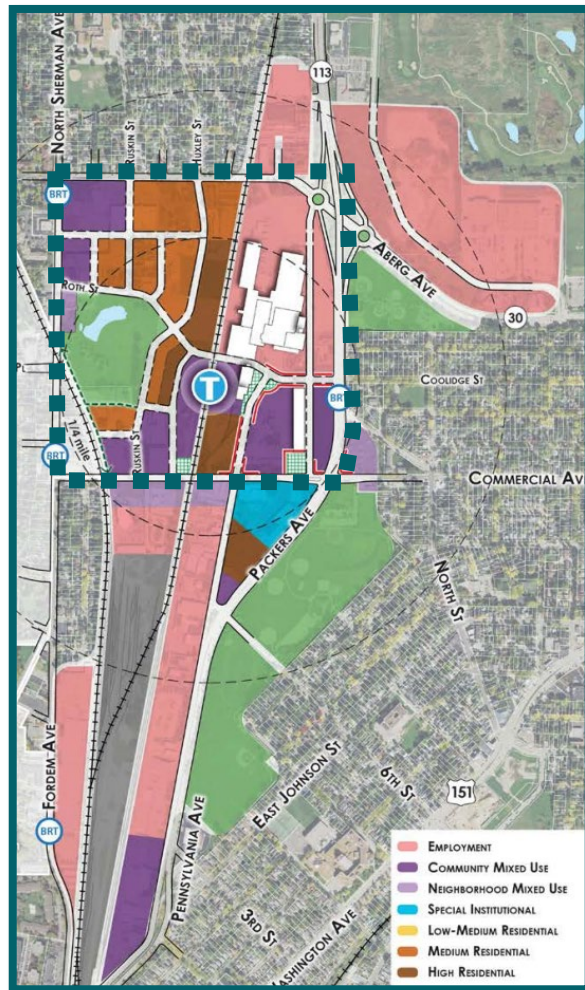 NORTH SHERMAN AVE
RUSKIN ST
HUXLEY ST
113
BRT
ABERG AVE
30
ROTH ST
COOLIDGE ST
T
BRT
1/4 MILE
RUSKIN ST
BRT
COMMERCIAL AV
PACKERS AVE
NORTH ST
FORDEM AVE
BRT
PENNSYLVANIA AVE
EAST JOHNSON ST
6TH ST
151
3RD ST
ASHINGTON AVE
EMPLOYMENT
COMMUNITY MIXED USE
NEIGHBORHOOD MIXED USE
SPECIAL INSTITUTIONAL
LOW-MEDIUM RESIDENTIAL
MEDIUM RESIDENTIAL
HIGH RESIDENTIAL